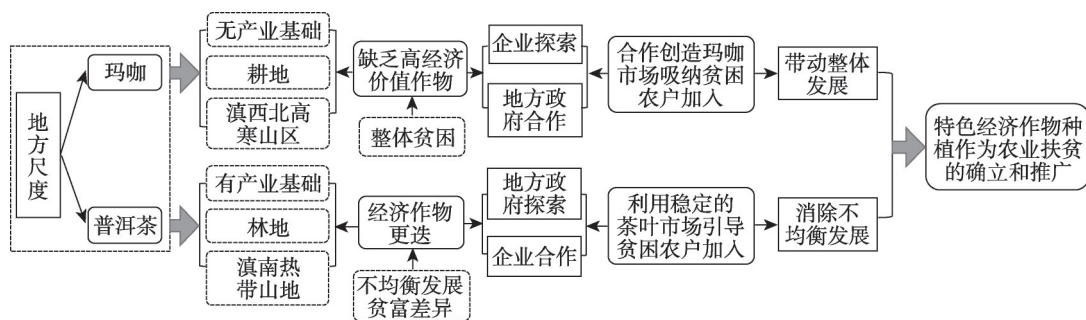 地方尺度
玛咖
无产业基础
耕地
滇西北高
寒山区
缺乏高经济
价值作物
整体贫困
企业探索
地方政
府合作
合作创造玛咖
市场吸纳贫困
农户加入
带动整体
发展
普洱茶
有产业基础
林地
滇南热
带山地
经济作物
更迭
不均衡发展
贫富差异
地方政
府探索
企业合作
利用稳定的
茶叶市场引导
贫困农户加入
消除不
均衡发展
特色经济作物种
植作为农业扶贫
的确立和推广